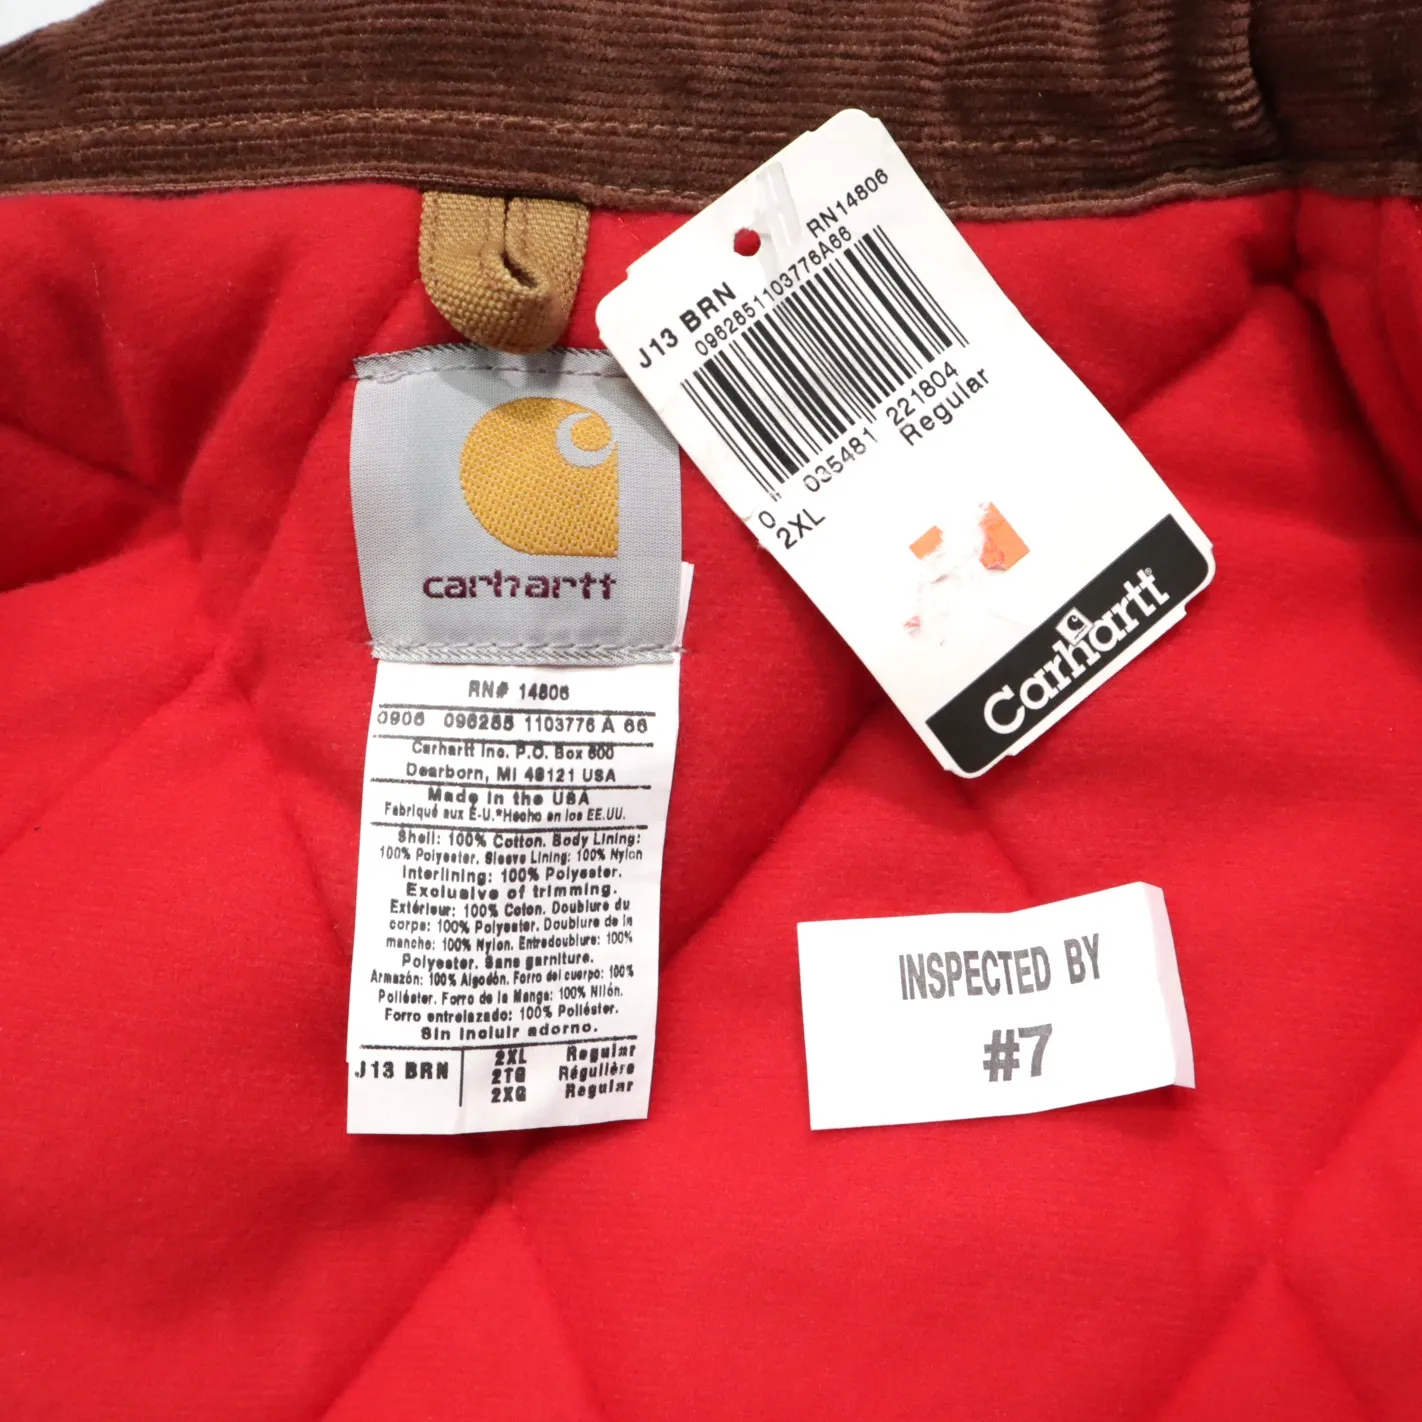 carhartt
RN# 14806
0906 096285 1103776 A 66
Carhartt Inc. P.O. Box 600
Dearborn, MI 48121 USA
Made in the USA
Fabriqué aux É-U.*Hecho en los EE.UU.
Shell: 100% Cotton. Body Lining:
100% Polyester. Sleeve Lining: 100% Nylon
Interlining: 100% Polyester.
Exclusive of trimming.
Extérieur: 100% Coton. Doublure du
corps: 100% Polyester. Doublure de la
manche: 100% Nylon. Entredoublure: 100%
Polyester. Sans garniture.
Armazón: 100% Algodón. Forro del cuerpo: 100%
Poliéster. Forro de la Manga: 100% Nilón.
Forro entrelazado: 100% Poliéster.
Sin incluir adorno.
J13 BRN
2XL Regular
2TG Régulière
2XG Regular
J13 BRN
RN14806
0962851103776A66
0 035481 221804
2XL
Regular
Carhartt
INSPECTED BY
#7